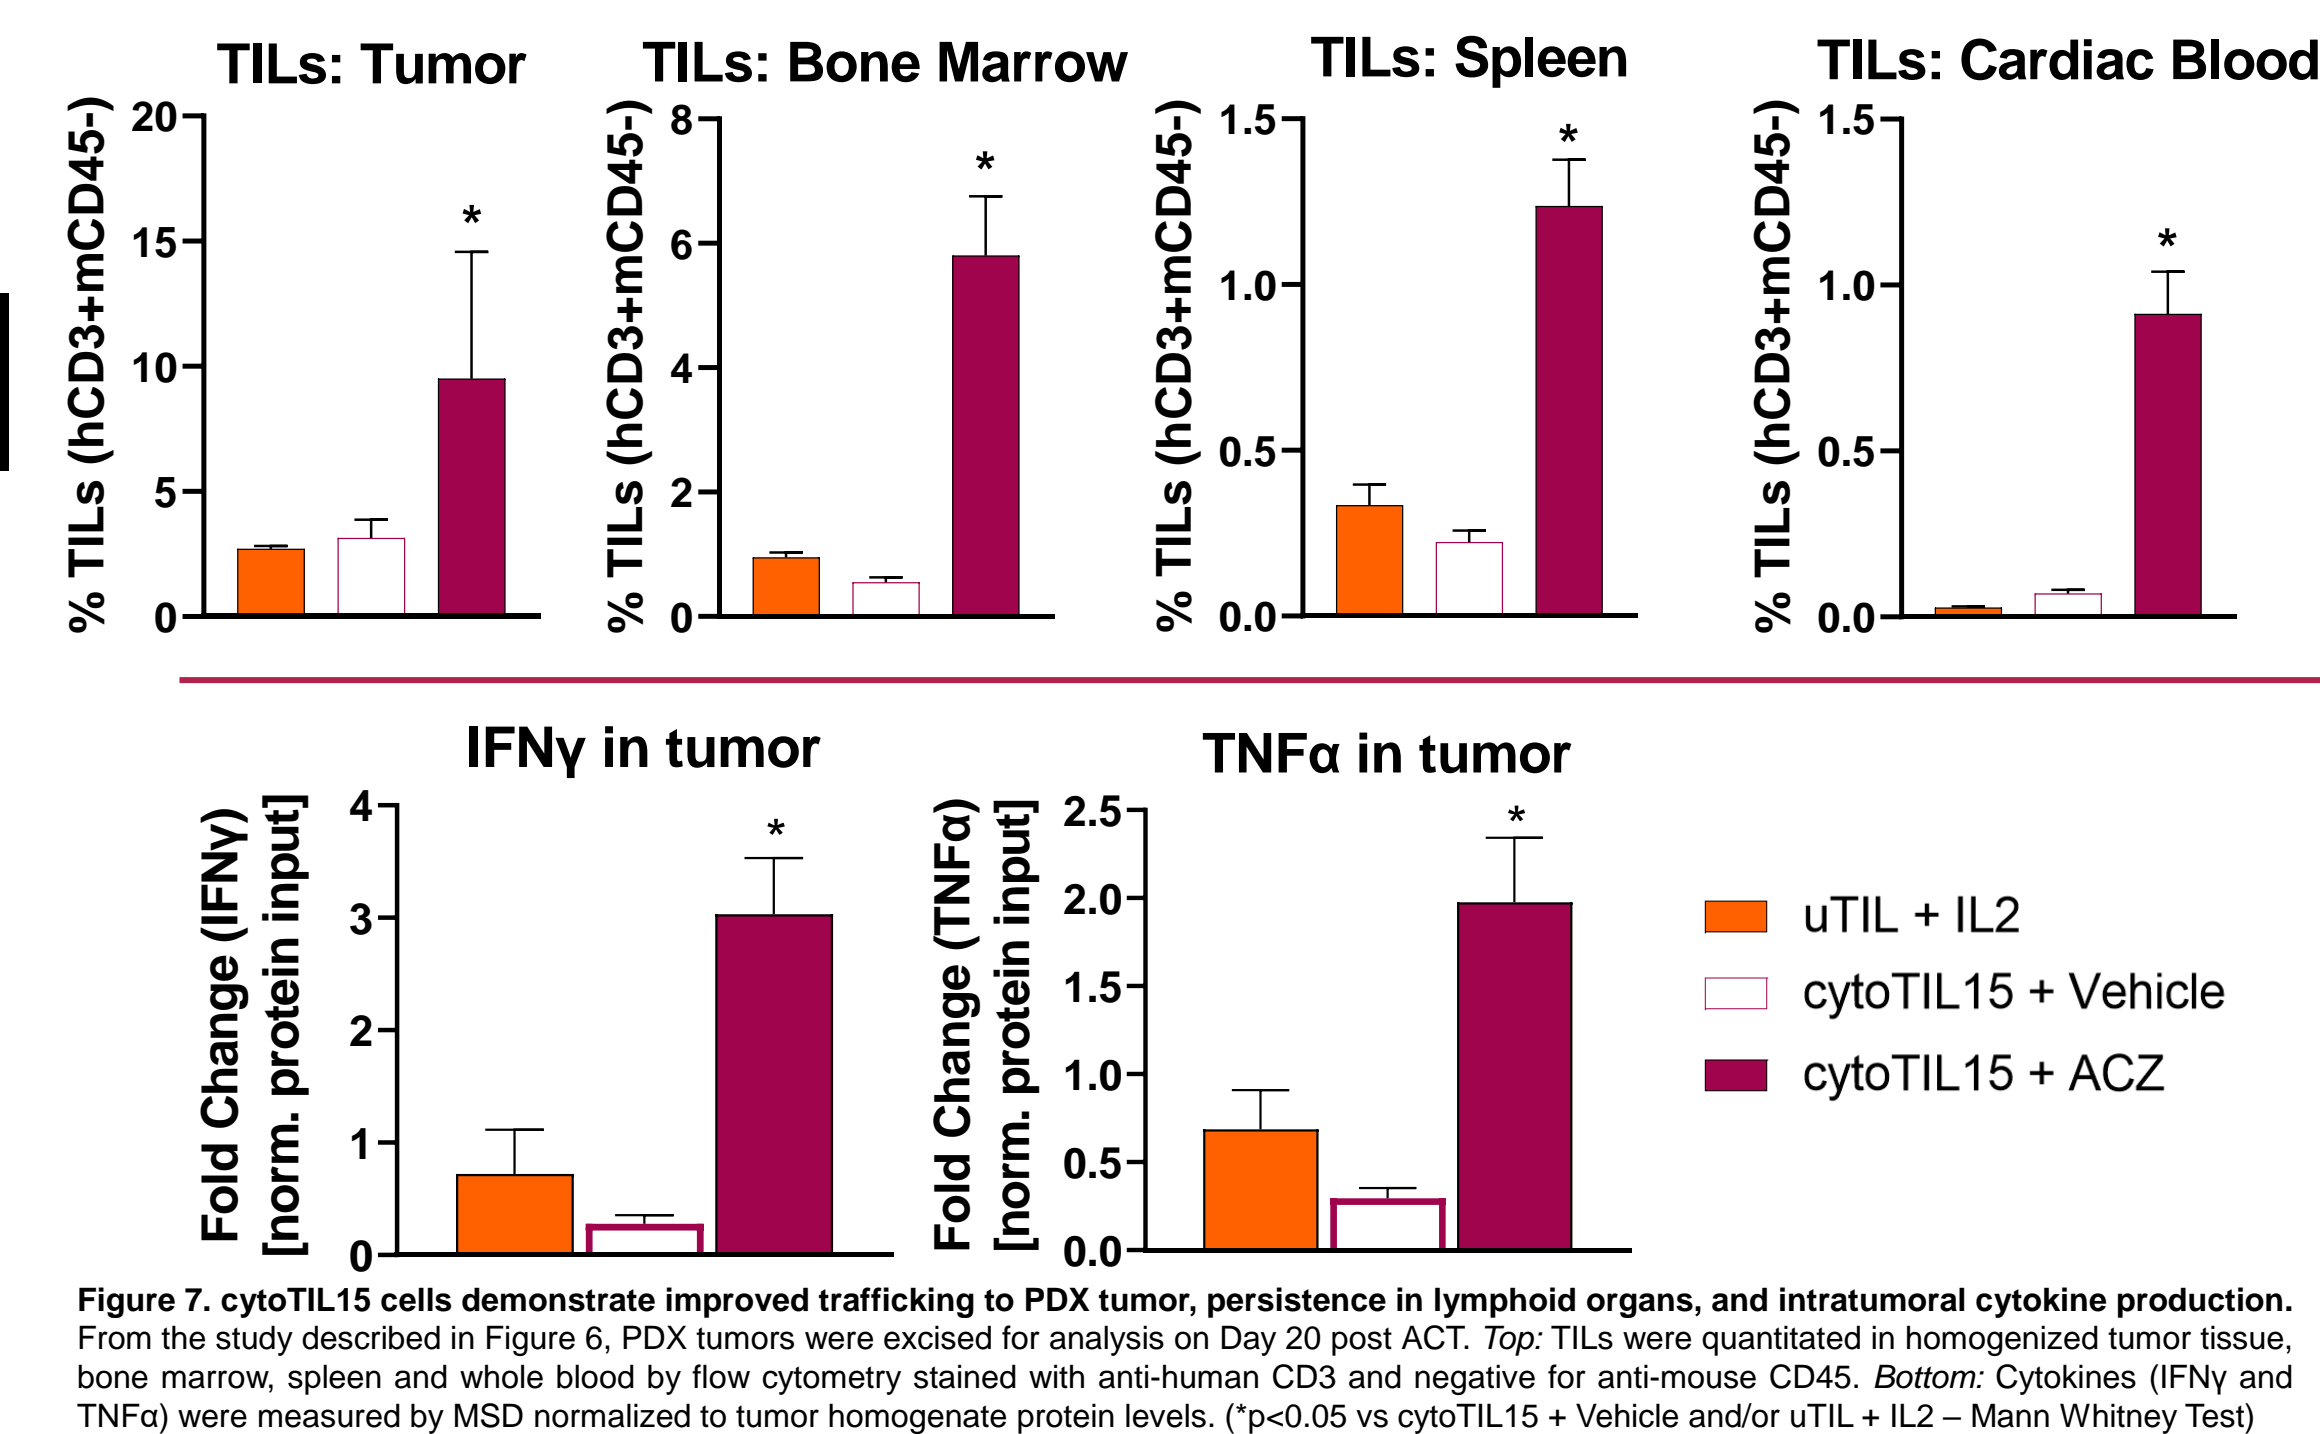 TILs: Tumor
% TILs (hCD3+mCD45-)
20
15
10
5
0
*
TILs: Bone Marrow
% TILs (hCD3+mCD45-)
8
6
4
2
0
*
TILs: Spleen
% TILs (hCD3+mCD45-)
1.5
1.0
0.5
0.0
*
TILs: Cardiac Blood
% TILs (hCD3+mCD45-)
1.5
1.0
0.5
0.0
*
IFNγ in tumor
Fold Change (IFNγ)
[norm. protein input]
4
3
2
1
0
*
TNFα in tumor
Fold Change (TNFα)
[norm. protein input]
2.5
2.0
1.5
1.0
0.5
0.0
*
uTIL + IL2
cytoTIL15 + Vehicle
cytoTIL15 + ACZ
Figure 7. cytoTIL15 cells demonstrate improved trafficking to PDX tumor, persistence in lymphoid organs, and intratumoral cytokine production.
From the study described in Figure 6, PDX tumors were excised for analysis on Day 20 post ACT. Top: TILs were quantitated in homogenized tumor tissue,
bone marrow, spleen and whole blood by flow cytometry stained with anti-human CD3 and negative for anti-mouse CD45. Bottom: Cytokines (IFNγ and
TNFα) were measured by MSD normalized to tumor homogenate protein levels. (*p<0.05 vs cytoTIL15 + Vehicle and/or uTIL + IL2 – Mann Whitney Test)